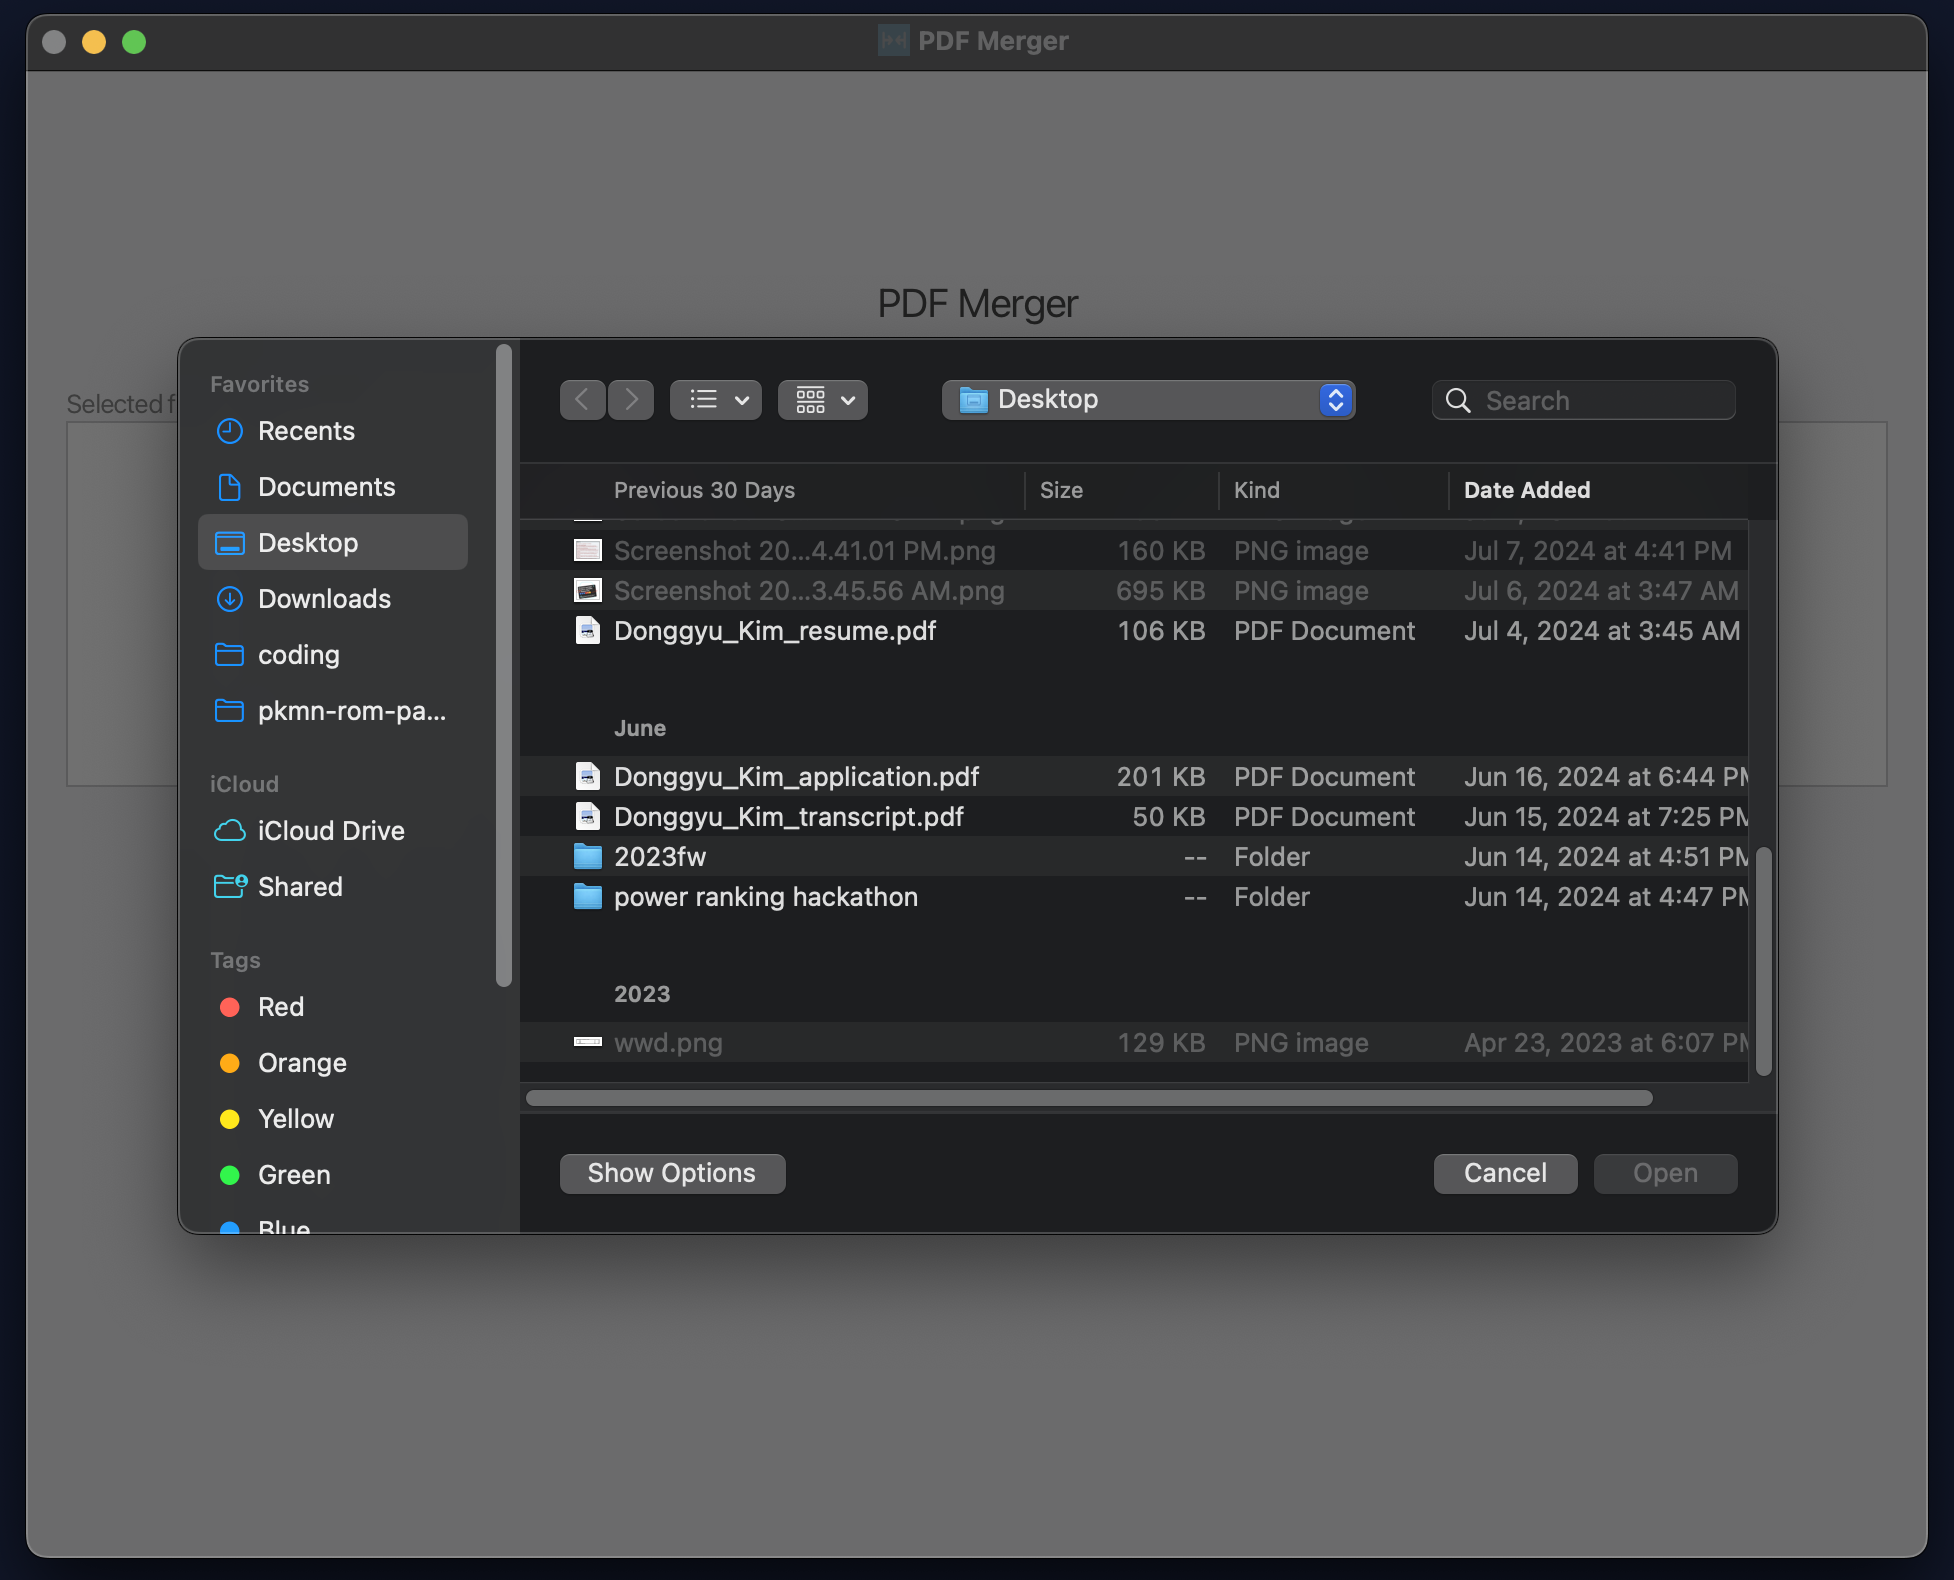 PDF Merger
PDF Merger
Selected f
Favorites
Recents
Documents
Desktop
Downloads
coding
pkmn-rom-pa...
iCloud
iCloud Drive
Shared
Tags
Red
Orange
Yellow
Green
Blue
Desktop
Search
Previous 30 Days Size Kind Date Added
Screenshot 20...4.41.01 PM.png 160 KB PNG image Jul 7, 2024 at 4:41 PM
Screenshot 20...3.45.56 AM.png 695 KB PNG image Jul 6, 2024 at 3:47 AM
Donggyu_Kim_resume.pdf 106 KB PDF Document Jul 4, 2024 at 3:45 AM
June
Donggyu_Kim_application.pdf 201 KB PDF Document Jun 16, 2024 at 6:44 PM
Donggyu_Kim_transcript.pdf 50 KB PDF Document Jun 15, 2024 at 7:25 PM
2023fw -- Folder Jun 14, 2024 at 4:51 PM
power ranking hackathon -- Folder Jun 14, 2024 at 4:47 PM
2023
wwd.png 129 KB PNG image Apr 23, 2023 at 6:07 PM
Show Options
Cancel
Open